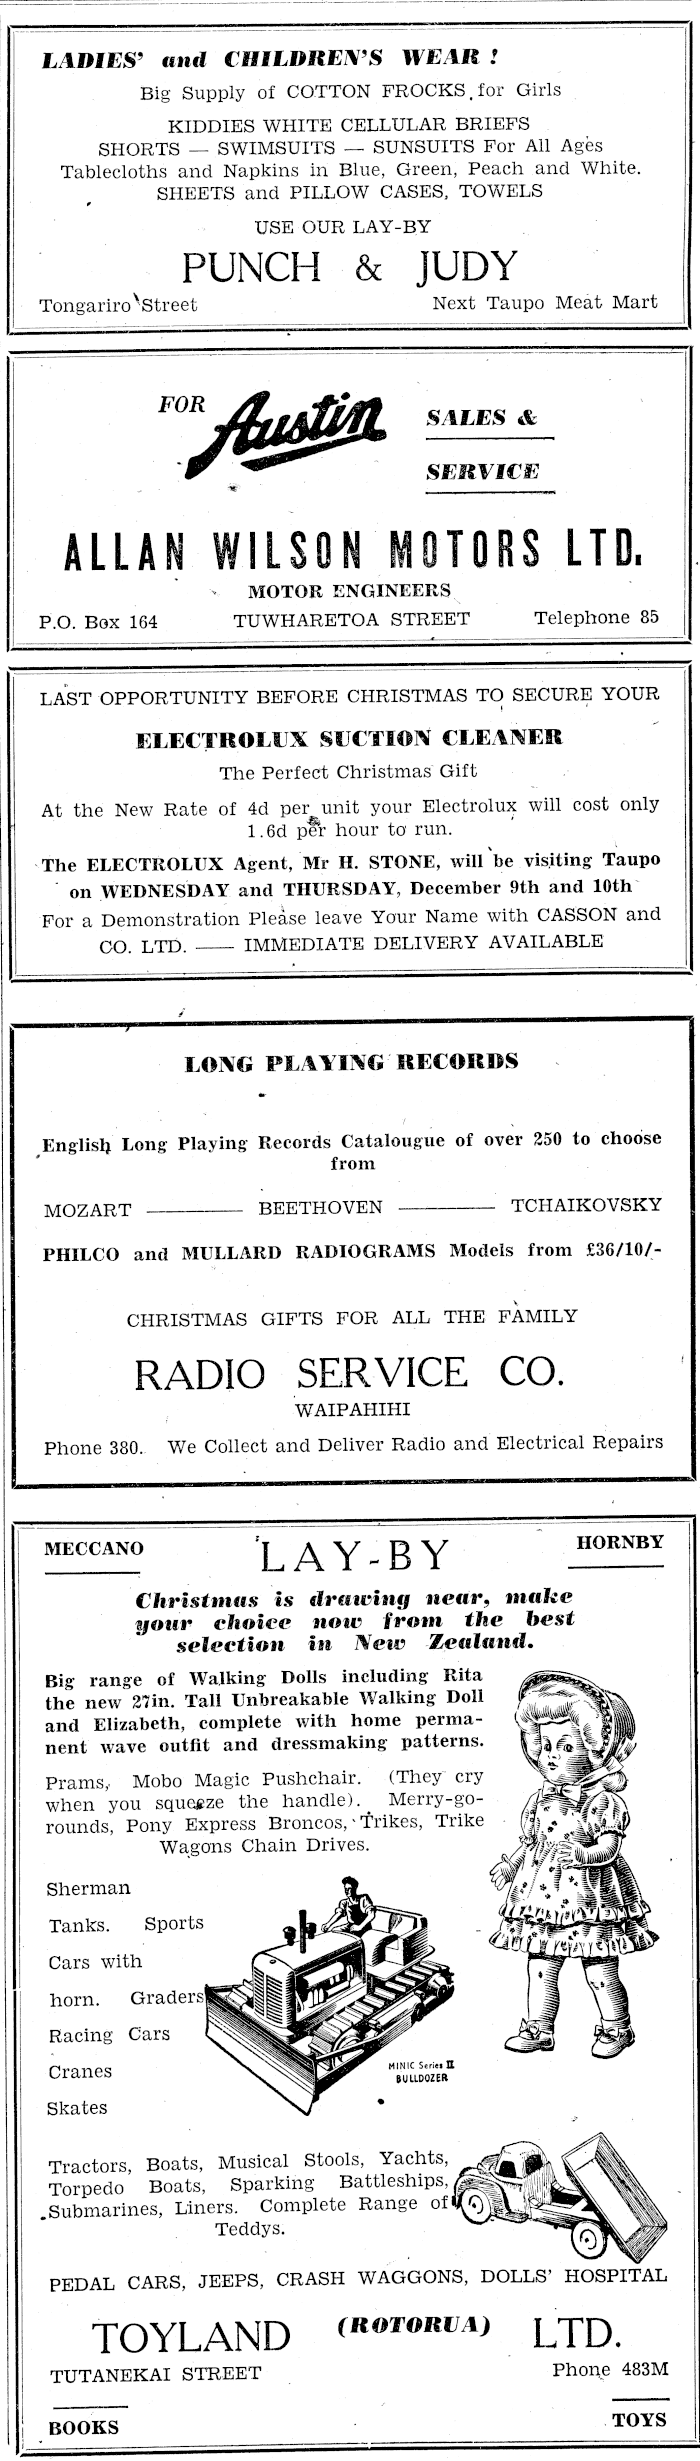 LADIES' and CHILDREN'S WEAR !
Big Supply of COTTON FROCKS for Girls
KIDDIES WHITE CELLULAR BRIEFS
SHORTS — SWIMSUITS — SUNSUITS For All Ages
Tablecloths and Napkins in Blue, Green, Peach and White.
SHEETS and PILLOW CASES, TOWELS
USE OUR LAY-BY
PUNCH & JUDY
Tongariro Street Next Taupo Meat Mart
FOR Austin SALES &
SERVICE
ALLAN WILSON MOTORS LTD.
MOTOR ENGINEERS
P.O. Box 164 TUWHARETOA STREET Telephone 85
LAST OPPORTUNITY BEFORE CHRISTMAS TO SECURE YOUR
ELECTROLUX SUCTION CLEANER
The Perfect Christmas Gift
At the New Rate of 4d per unit your Electrolux will cost only
1.6d per hour to run.
The ELECTROLUX Agent, Mr H. STONE, will be visiting Taupo
on WEDNESDAY and THURSDAY, December 9th and 10th
For a Demonstration Please leave Your Name with CASSON and
CO. LTD. —— IMMEDIATE DELIVERY AVAILABLE
LONG PLAYING RECORDS
English Long Playing Records Catalougue of over 250 to choose
from
MOZART ——— BEETHOVEN ——— TCHAIKOVSKY
PHILCO and MULLARD RADIOGRAMS Models from £36/10/-
CHRISTMAS GIFTS FOR ALL THE FAMILY
RADIO SERVICE CO.
WAIPAHIHI
Phone 380. We Collect and Deliver Radio and Electrical Repairs
MECCANO LAY-BY HORNBY
Christmas is drawing near, make
your choice now from the best
selection in New Zealand.
Big range of Walking Dolls including Rita
the new 27in. Tall Unbreakable Walking Doll
and Elizabeth, complete with home perma-
nent wave outfit and dressmaking patterns.
Prams, Mobo Magic Pushchair. (They cry
when you squeeze the handle). Merry-go-
rounds, Pony Express Broncos, Trikes, Trike
Wagons Chain Drives.
Sherman
Tanks. Sports
Cars with
horn. Graders
Racing Cars
Cranes
Skates
MINIC Series II
BULLDOZER
Tractors, Boats, Musical Stools, Yachts,
Torpedo Boats, Sparking Battleships,
Submarines, Liners. Complete Range of
Teddys.
PEDAL CARS, JEEPS, CRASH WAGGONS, DOLLS' HOSPITAL
TOYLAND (ROTORUA) LTD.
TUTANEKAI STREET Phone 483M
BOOKS TOYS